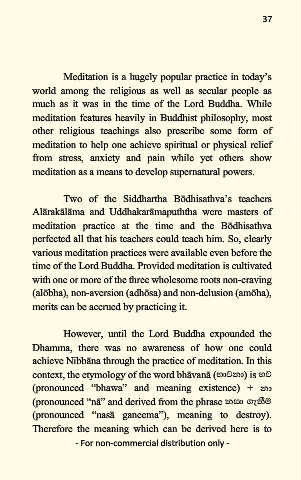 37
Meditation is a hugely popular practice in today's
world among the religious as well as secular people as
much as it was in the time of the Lord Buddha. While
meditation features heavily in Buddhist philosophy, most
other religious teachings also prescribe some form of
meditation to help one achieve spiritual or physical relief
from stress, anxiety and pain while yet others show
meditation as a means to develop supernatural powers.
Two of the Siddhartha Bōdhisathva's teachers
Alārakālāma and Uddhakarāmapuththa were masters of
meditation practice at the time and the Bōdhisathva
perfected all that his teachers could teach him. So, clearly
various meditation practices were available even before the
time of the Lord Buddha. Provided meditation is cultivated
with one or more of the three wholesome roots non-craving
(alōbha), non-aversion (adhōsa) and non-delusion (amōha),
merits can be accrued by practicing it.
However, until the Lord Buddha expounded the
Dhamma, there was no awareness of how one could
achieve Nibbāna through the practice of meditation. In this
context, the etymology of the word bhāvanā (භාවනා) is භව
(pronounced “bhawa” and meaning existence) + නා
(pronounced “nā” and derived from the phrase නසා ගැනීම
(pronounced “nasā ganeema”), meaning to destroy).
Therefore the meaning which can be derived here is to
- For non-commercial distribution only -